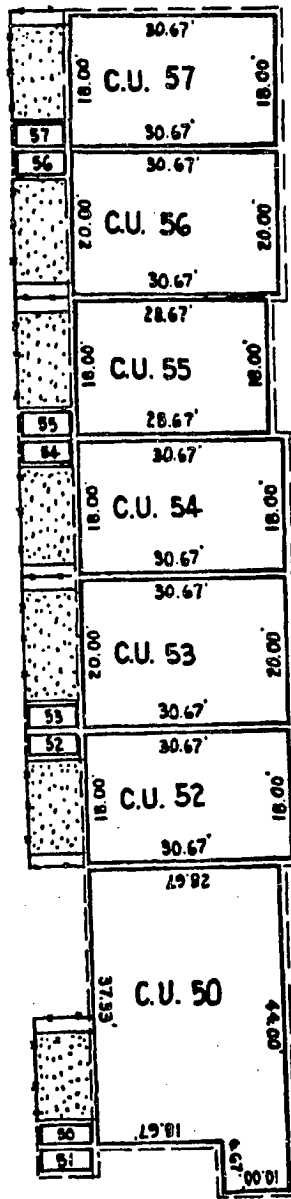 30.67'
18.00' C.U. 57 18.00'
57 30.67'
56 30.67'
20.00' C.U. 56 20.00'
30.67'
28.67'
18.00' C.U. 55 18.00'
55 28.67'
54 30.67'
18.00' C.U. 54 18.00'
30.67'
30.67'
20.00' C.U. 53 20.00'
53 30.67'
52 30.67'
18.00' C.U. 52 18.00'
30.67'
28.67'
37.33' C.U. 50 44.00'
50 18.67' 6.67'
51 10.00'